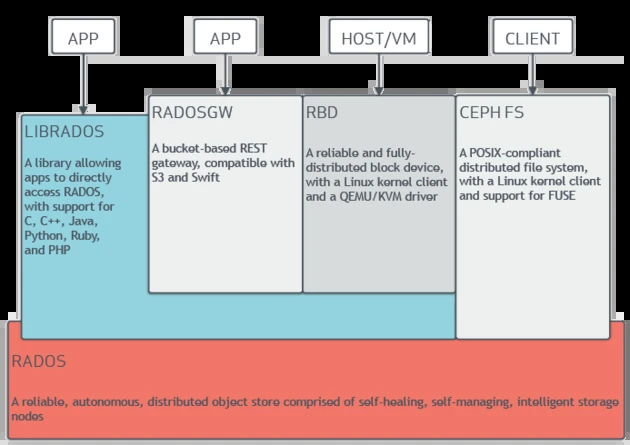 APP
APP
HOST/VM
CLIENT
LIBRADOS
A library allowing
apps to directly
access RADOS,
with support for
C, C++, Java,
Python, Ruby,
and PHP
RADOSGW
A bucket-based REST
gateway, compatible with
S3 and Swift
RBD
A reliable and fully-
distributed block device,
with a Linux kernel client
and a QEMU/KVM driver
CEPH FS
A POSIX-compliant
distributed file system,
with a Linux kernel client
and support for FUSE
RADOS
A reliable, autonomous, distributed object store comprised of self-healing, self-managing, intelligent storage
nodes